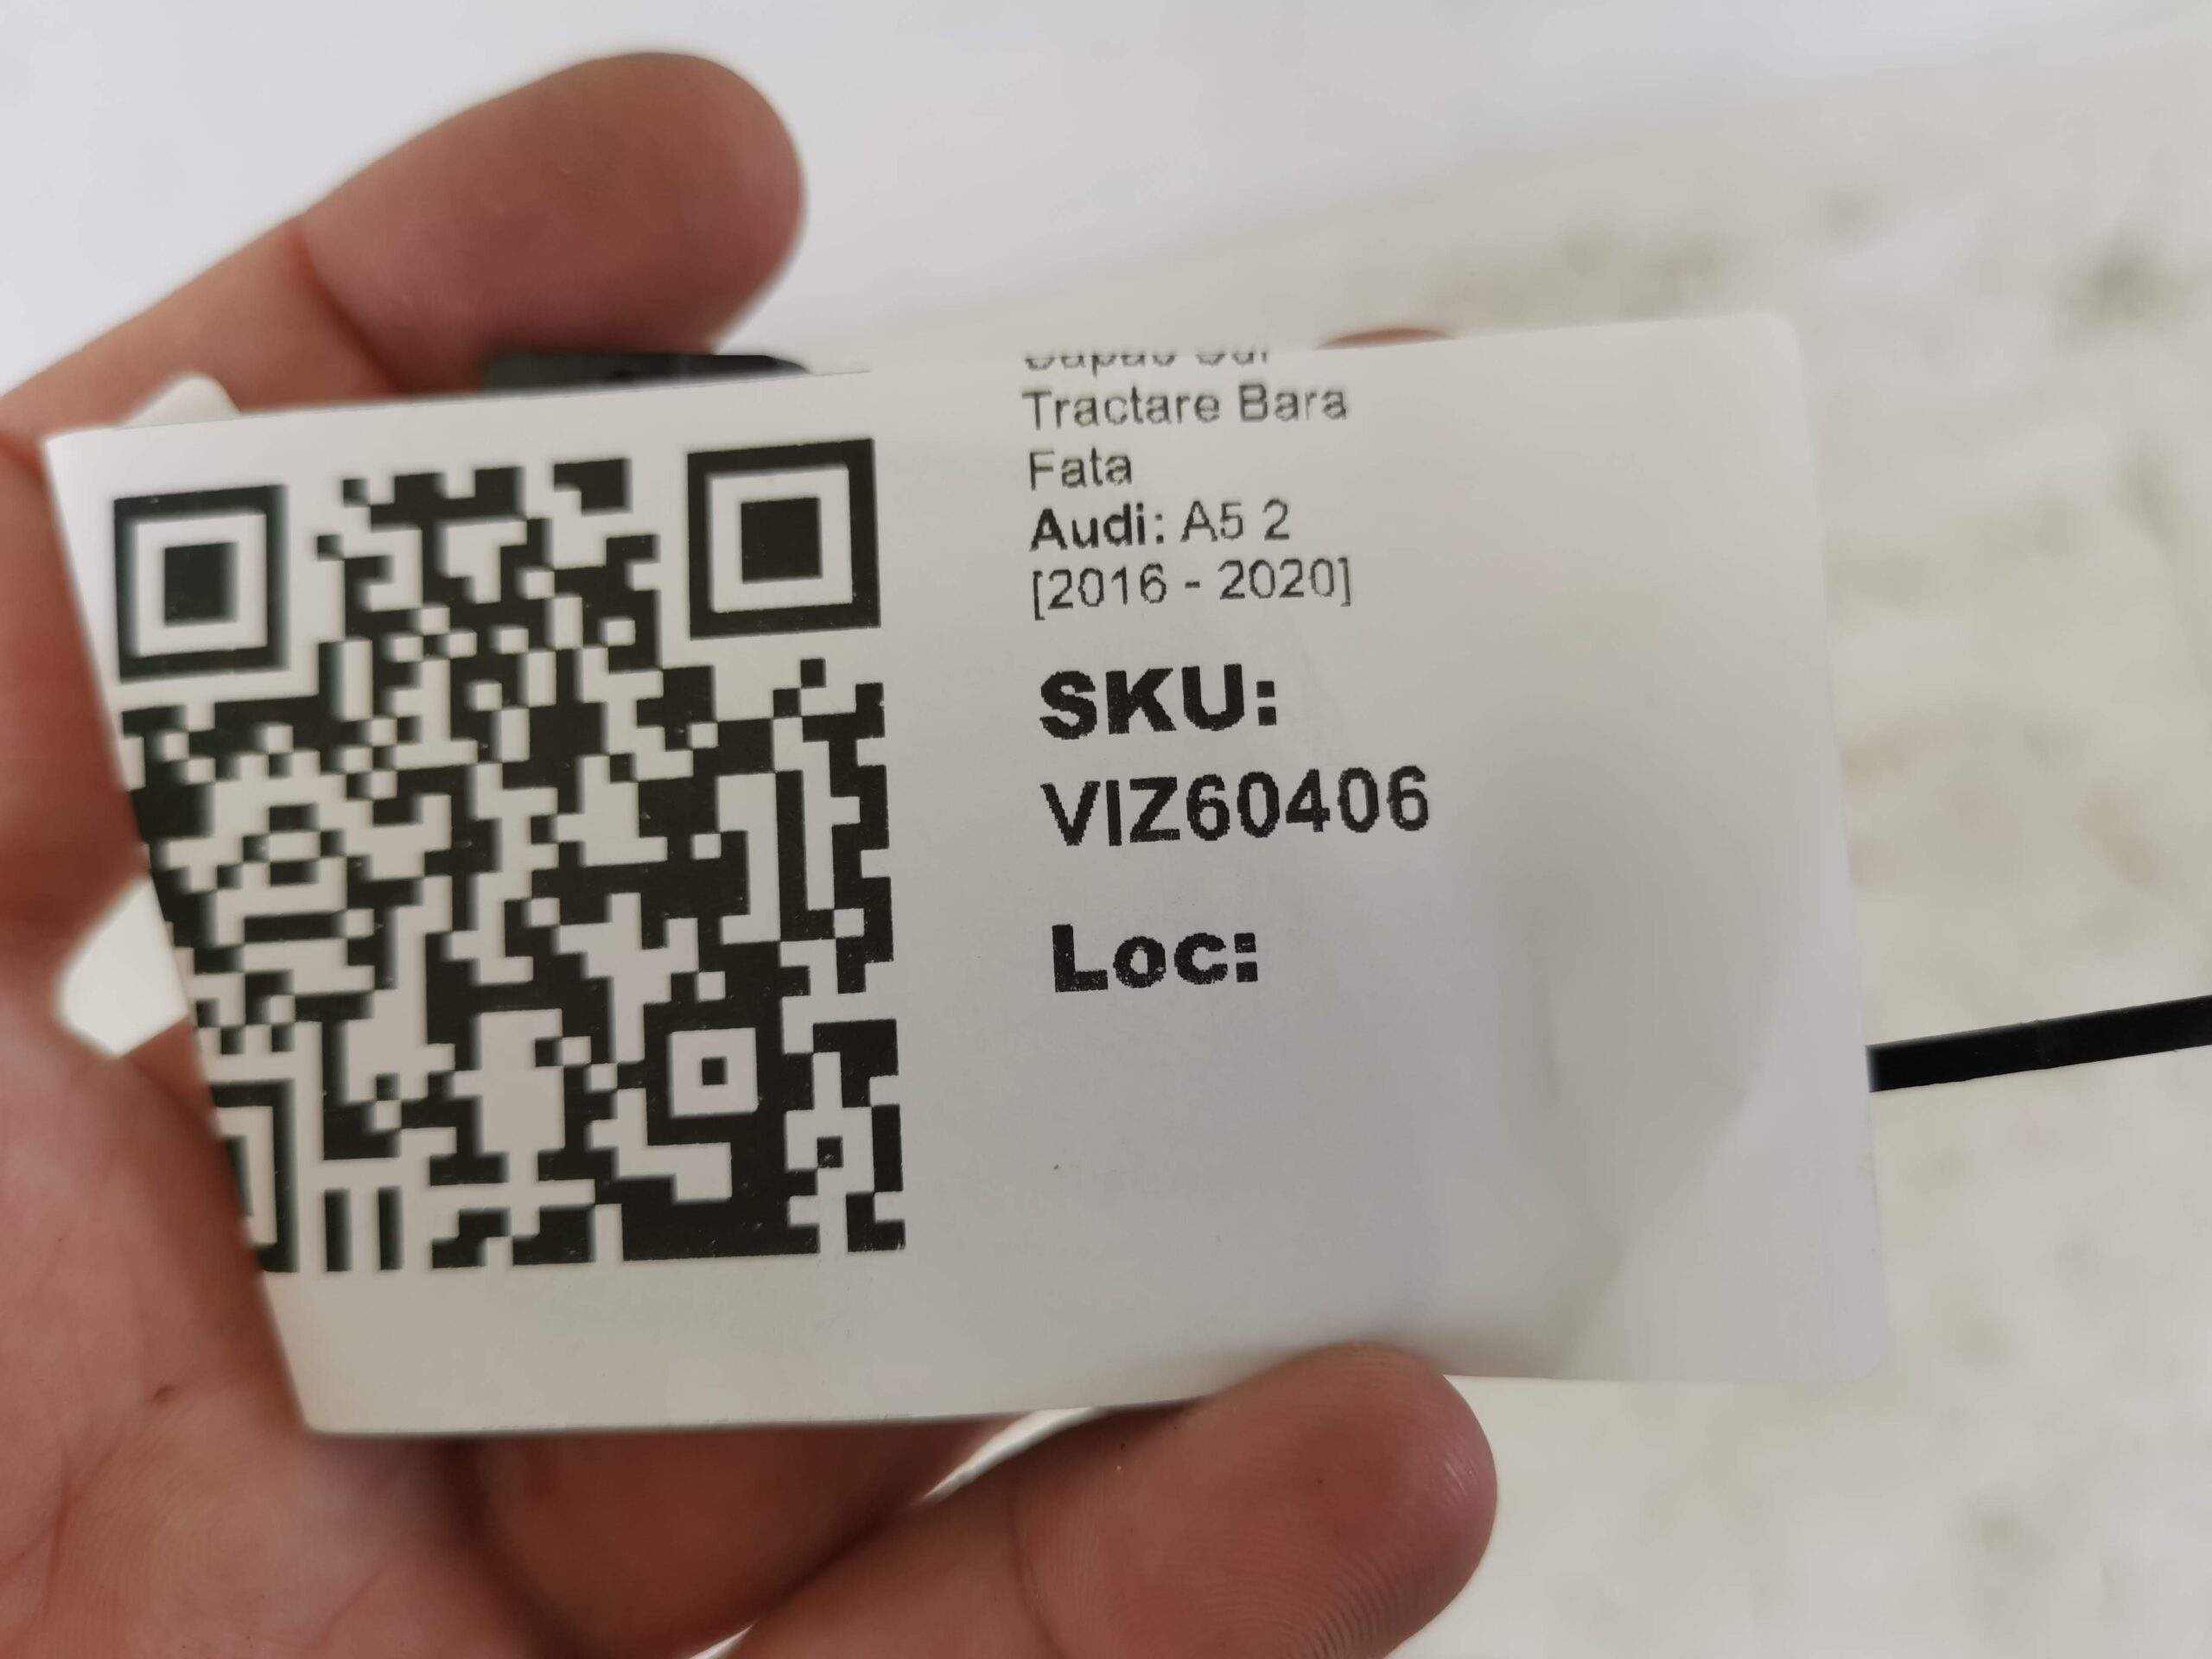 Tractare Bara
Fata
Audi: A5 2
[2016 - 2020]
SKU:
VIZ60406
Loc: